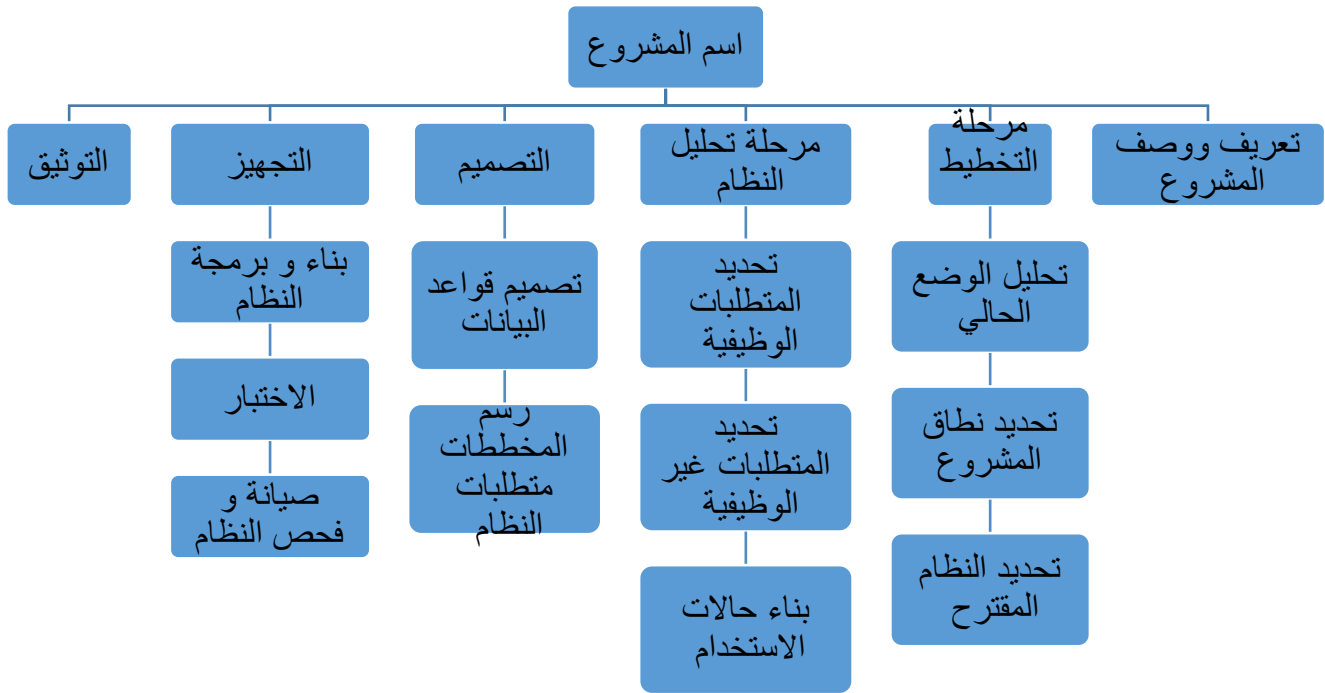 اسم المشروع
تعريف ووصف
المشروع
مرحلة
التخطيط
مرحلة تحليل
النظام
التصميم
التجهيز
التوثيق
تحليل الوضع
الحالي
تحديد نطاق
المشروع
تحديد النظام
المقترح
تحديد
المتطلبات
الوظيفية
تحديد
المتطلبات غير
الوظيفية
بناء حالات
الاستخدام
تصميم قواعد
البيانات
رسم
المخططات
متطلبات
النظام
بناء و برمجة
النظام
الاختبار
صيانة و
فحص النظام